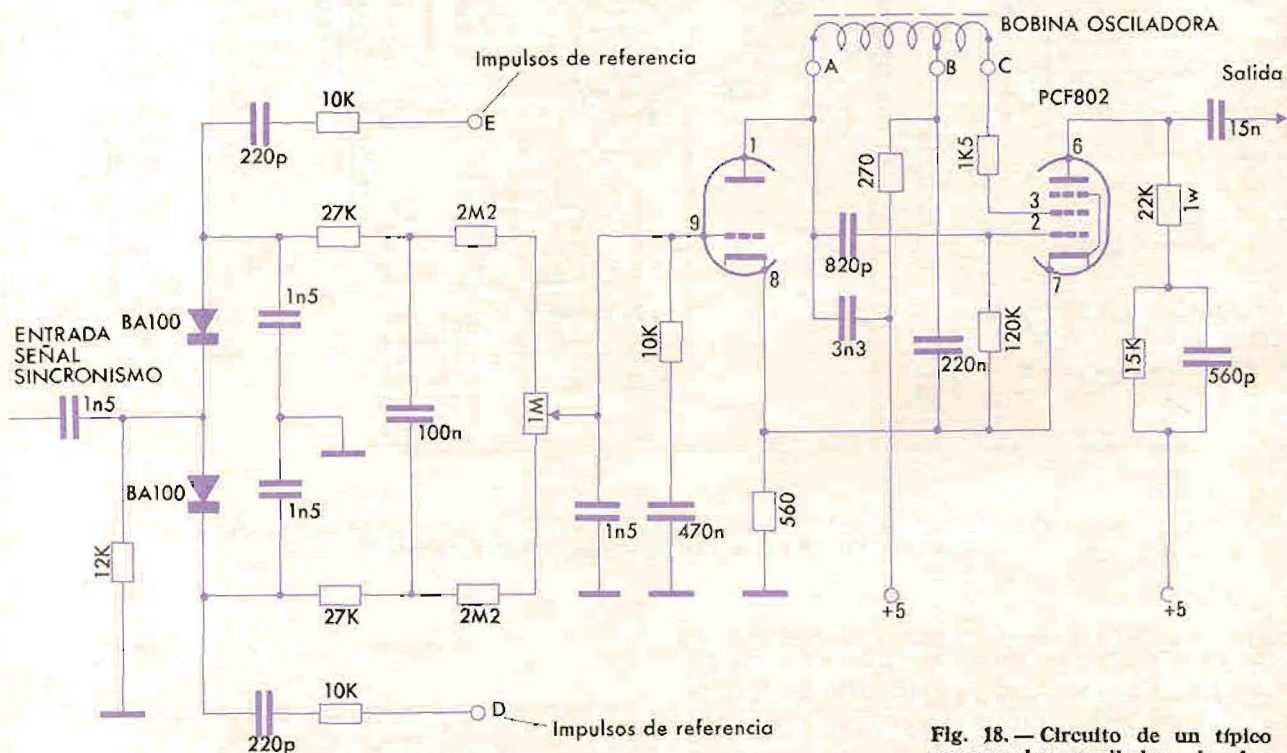 BOBINA OSCILADORA
Impulsos de referencia
A
B
C
Salida
PCF802
10K
E
220p
15n
1
6
270
1K5
22K
1w
27K
2M2
3
2
9
8
7
820p
1n5
BA100
ENTRADA
SEÑAL
SINCRONISMO
1n5
10K
3n3
120K
220n
15K
560p
1M
100n
BA100
1n5
12K
1n5
470n
560
27K
2M2
+5
+5
10K
D
220p
Impulsos de referencia
Fig. 18. — Circuito de un típico